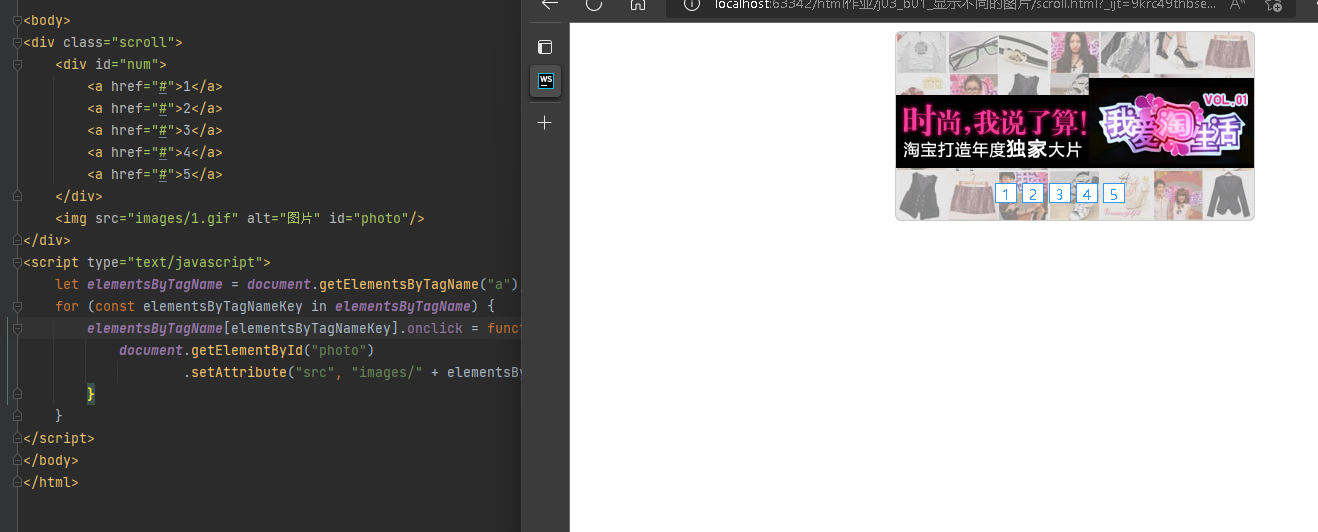 <body>
<div class="scroll">
<div id="num">
<a href="#">1</a>
<a href="#">2</a>
<a href="#">3</a>
<a href="#">4</a>
<a href="#">5</a>
</div>
<img src="images/1.gif" alt="图片" id="photo"/>
</div>
<script type="text/javascript">
let elementsByTagName = document.getElementsByTagName("a")
for (const elementsByTagNameKey in elementsByTagName) {
elementsByTagName[elementsByTagNameKey].onclick = funct
document.getElementById("photo")
.setAttribute("src", "images/" + elementsBy
}
}
</script>
</body>
</html>
localhost:63342/html作业/j03_b01_显示不同的图片/scroll.html?_ijt=9krc49thbse...
WS
时尚,我说了算!
淘宝打造年度独家大片
VOL.01
我爱淘生活
1 2 3 4 5